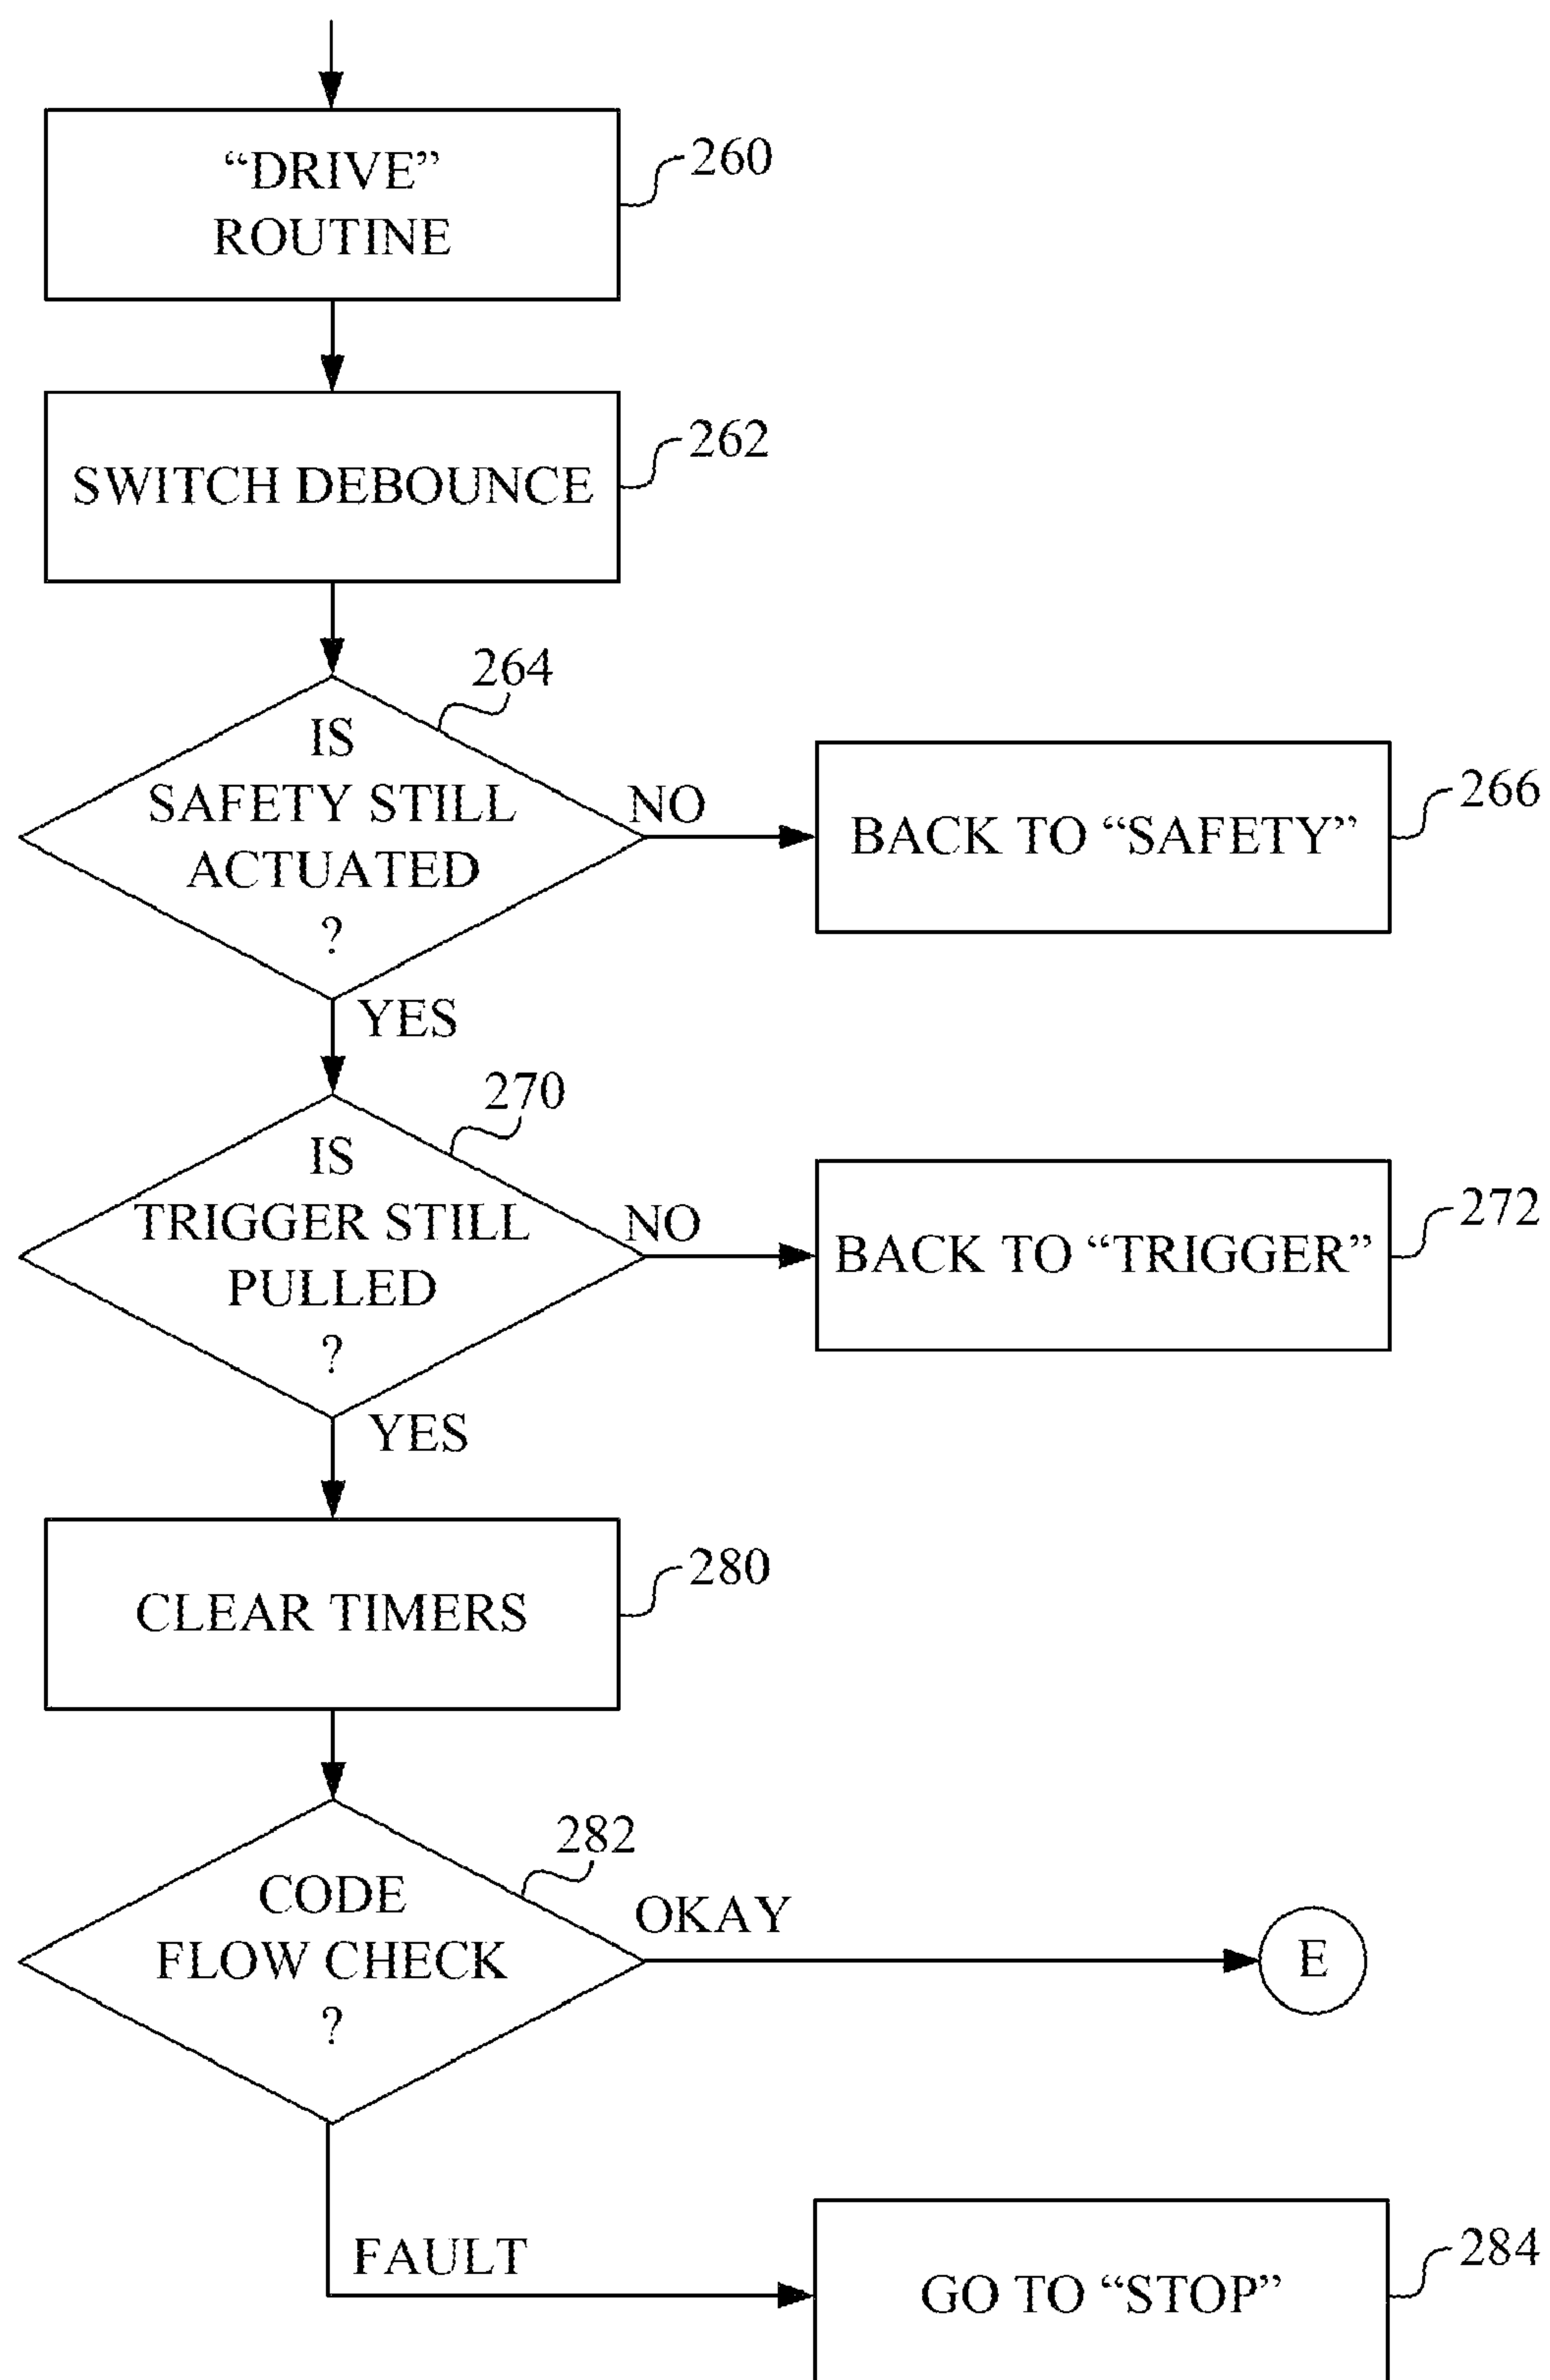 “DRIVE”
ROUTINE
260
SWITCH DEBOUNCE
262
264
IS
SAFETY STILL
ACTUATED
?
NO
BACK TO “SAFETY”
266
YES
270
IS
TRIGGER STILL
PULLED
?
NO
BACK TO “TRIGGER”
272
YES
CLEAR TIMERS
280
282
CODE
FLOW CHECK
?
OKAY
E
FAULT
GO TO “STOP”
284